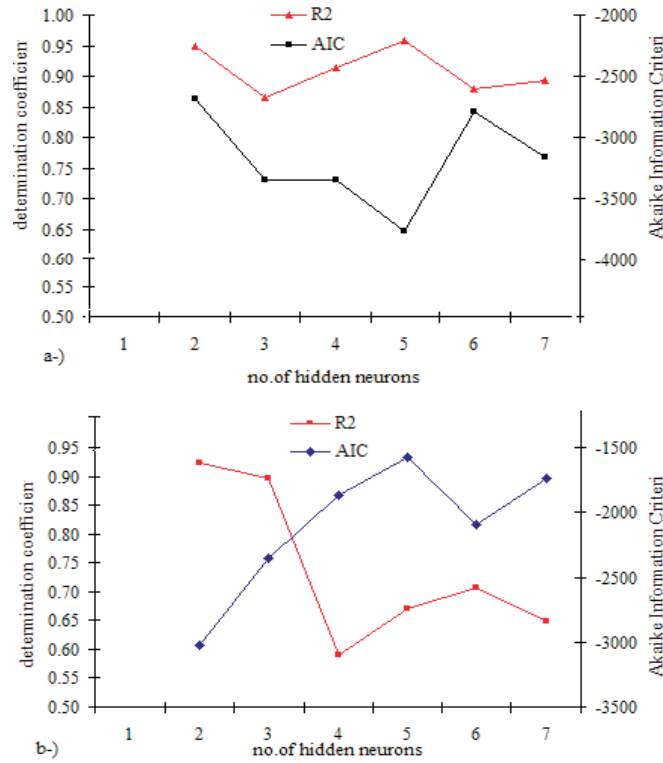 R2
AIC
determination coefficien
1.00
0.95
0.90
0.85
0.80
0.75
0.70
0.65
0.60
0.55
0.50
-2000
-2500
-3000
-3500
-4000
Akaike Information Criteri
1 2 3 4 5 6 7
a-)
no.of hidden neurons
R2
AIC
determination coefficien
0.95
0.90
0.85
0.80
0.75
0.70
0.65
0.60
0.55
0.50
-1500
-2000
-2500
-3000
-3500
Akaike Information Criteri
1 2 3 4 5 6 7
b-)
no.of hidden neurons